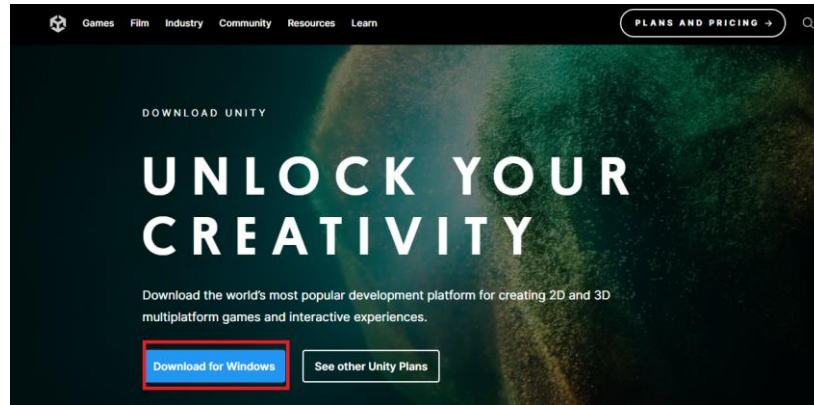 Games Film Industry Community Resources Learn PLANS AND PRICING →
DOWNLOAD UNITY
UNLOCK YOUR
CREATIVITY
Download the world's most popular development platform for creating 2D and 3D
multiplatform games and interactive experiences.
Download for Windows See other Unity Plans